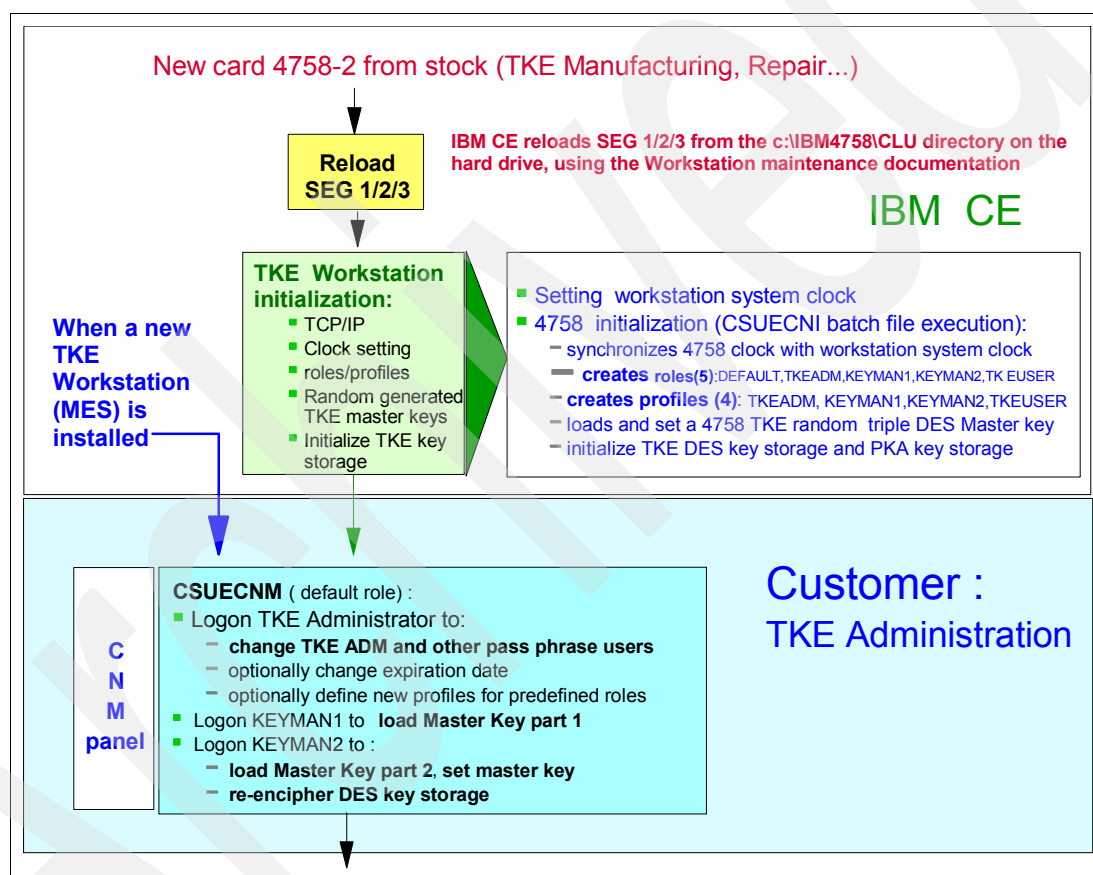 New card 4758-2 from stock (TKE Manufacturing, Repair...)
IBM CE reloads SEG 1/2/3 from the c:\IBM4758\CLU directory on the
hard drive, using the Workstation maintenance documentation
Reload
SEG 1/2/3
IBM CE
TKE Workstation
initialization:
TCP/IP
Clock setting
roles/profiles
Random generated
TKE master keys
Initialize TKE key
storage
Setting workstation system clock
4758 initialization (CSUECNI batch file execution):
– synchronizes 4758 clock with workstation system clock
– creates roles(5):DEFAULT,TKEADM,KEYMAN1,KEYMAN2,TK EUSER
– creates profiles (4): TKEADM, KEYMAN1,KEYMAN2,TKEUSER
– loads and set a 4758 TKE random triple DES Master key
– initialize TKE DES key storage and PKA key storage
When a new
TKE
Workstation
(MES) is
installed
C
N
M
panel
CSUECNM ( default role) :
Logon TKE Administrator to:
– change TKE ADM and other pass phrase users
– optionally change expiration date
– optionally define new profiles for predefined roles
Logon KEYMAN1 to load Master Key part 1
Logon KEYMAN2 to :
– load Master Key part 2, set master key
– re-encipher DES key storage
Customer :
TKE Administration